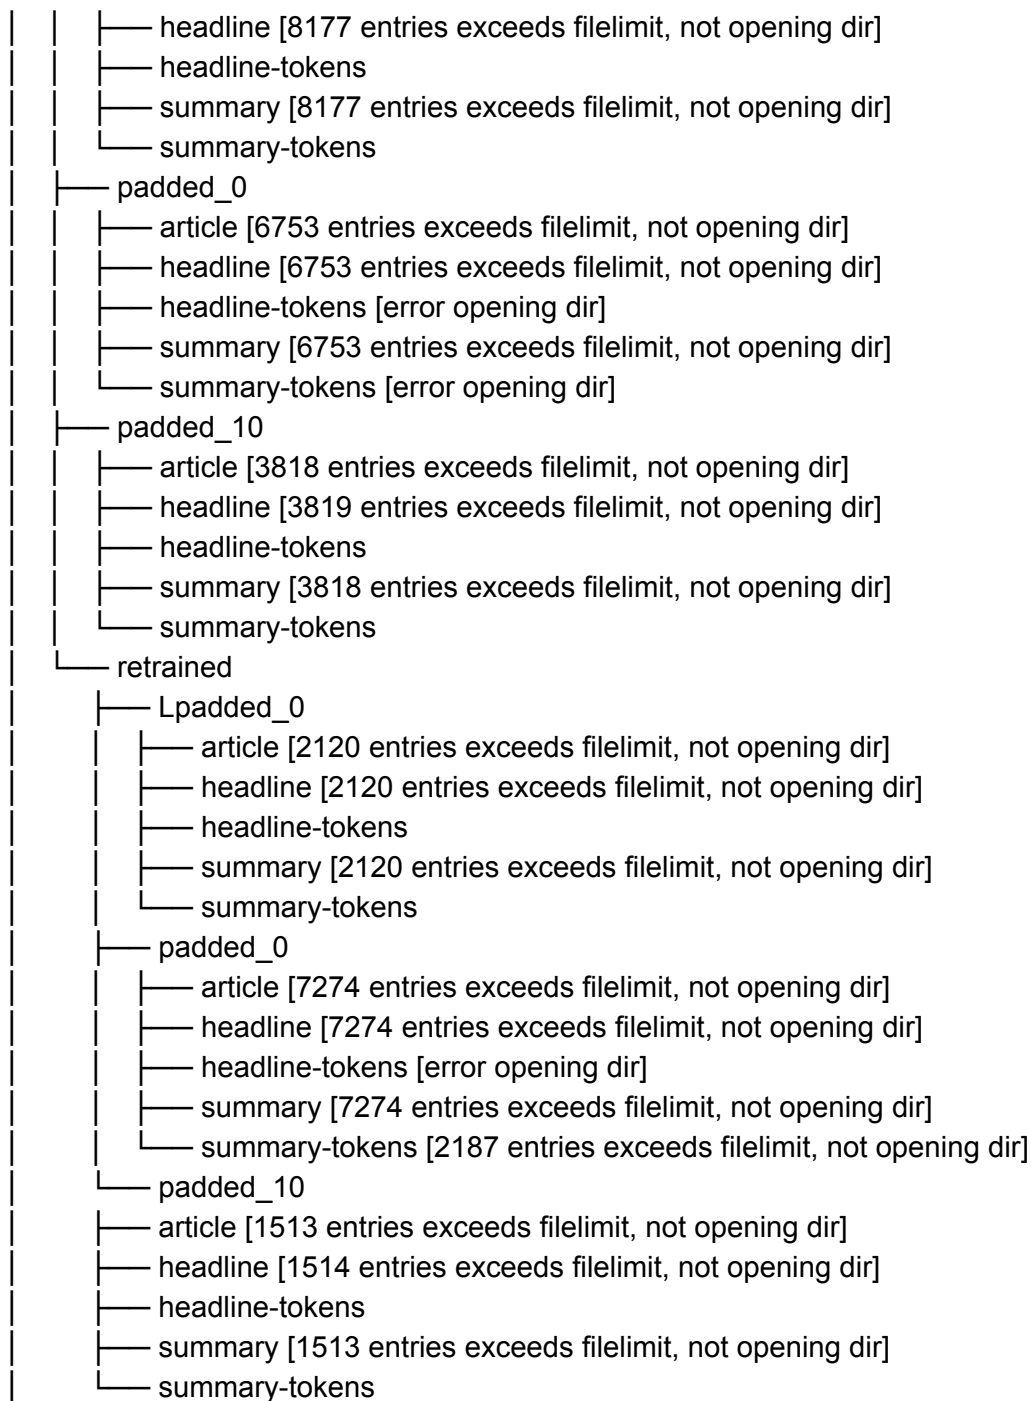 │   │   ├── headline [8177 entries exceeds filelimit, not opening dir]
│   │   ├── headline-tokens
│   │   ├── summary [8177 entries exceeds filelimit, not opening dir]
│   │   └── summary-tokens
│   ├── padded_0
│   │   ├── article [6753 entries exceeds filelimit, not opening dir]
│   │   ├── headline [6753 entries exceeds filelimit, not opening dir]
│   │   ├── headline-tokens [error opening dir]
│   │   ├── summary [6753 entries exceeds filelimit, not opening dir]
│   │   └── summary-tokens [error opening dir]
│   ├── padded_10
│   │   ├── article [3818 entries exceeds filelimit, not opening dir]
│   │   ├── headline [3819 entries exceeds filelimit, not opening dir]
│   │   ├── headline-tokens
│   │   ├── summary [3818 entries exceeds filelimit, not opening dir]
│   │   └── summary-tokens
│   └── retrained
│       ├── Lpadded_0
│       │   ├── article [2120 entries exceeds filelimit, not opening dir]
│       │   ├── headline [2120 entries exceeds filelimit, not opening dir]
│       │   ├── headline-tokens
│       │   ├── summary [2120 entries exceeds filelimit, not opening dir]
│       │   └── summary-tokens
│       ├── padded_0
│       │   ├── article [7274 entries exceeds filelimit, not opening dir]
│       │   ├── headline [7274 entries exceeds filelimit, not opening dir]
│       │   ├── headline-tokens [error opening dir]
│       │   ├── summary [7274 entries exceeds filelimit, not opening dir]
│       │   └── summary-tokens [2187 entries exceeds filelimit, not opening dir]
│       └── padded_10
│       ├── article [1513 entries exceeds filelimit, not opening dir]
│       ├── headline [1514 entries exceeds filelimit, not opening dir]
│       ├── headline-tokens
│       ├── summary [1513 entries exceeds filelimit, not opening dir]
│       └── summary-tokens